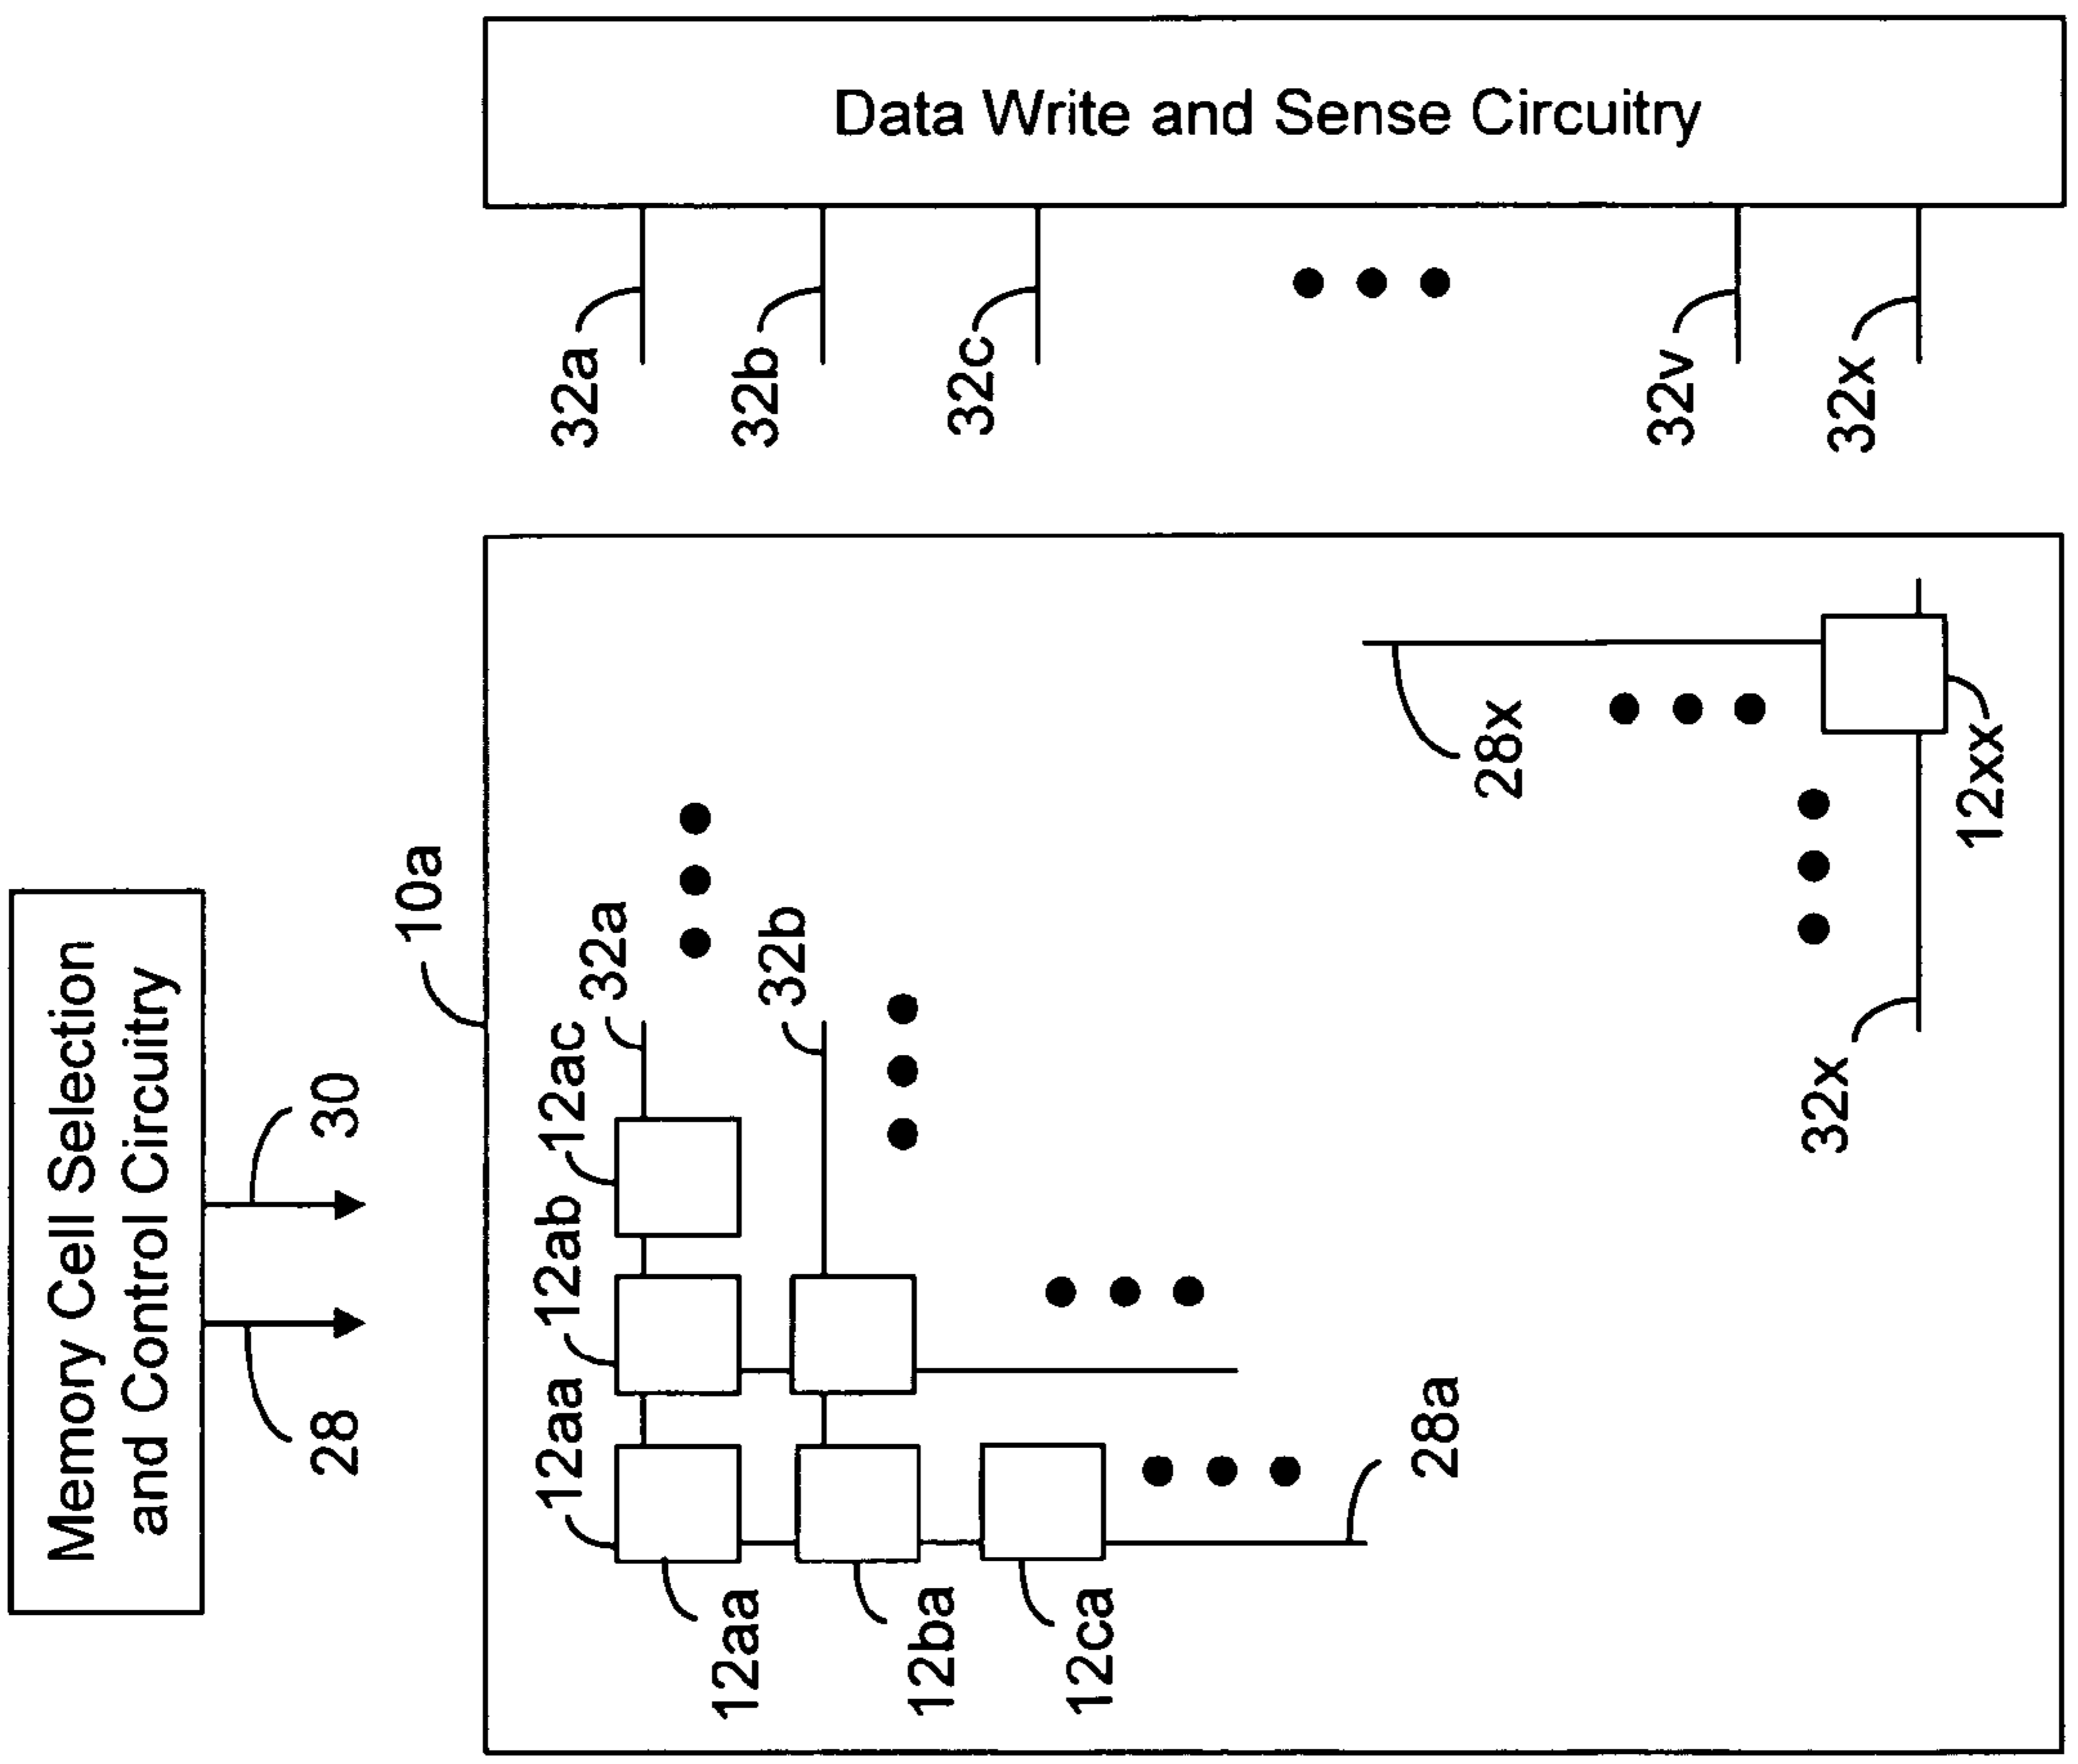 Memory Cell Selection
and Control Circuitry
28
30
10a
12aa
12ab
12ac
32a
12aa
12ba
32b
12ca
28a
28x
32x
12xx
32a
32b
32c
32v
32x
Data Write and Sense Circuitry